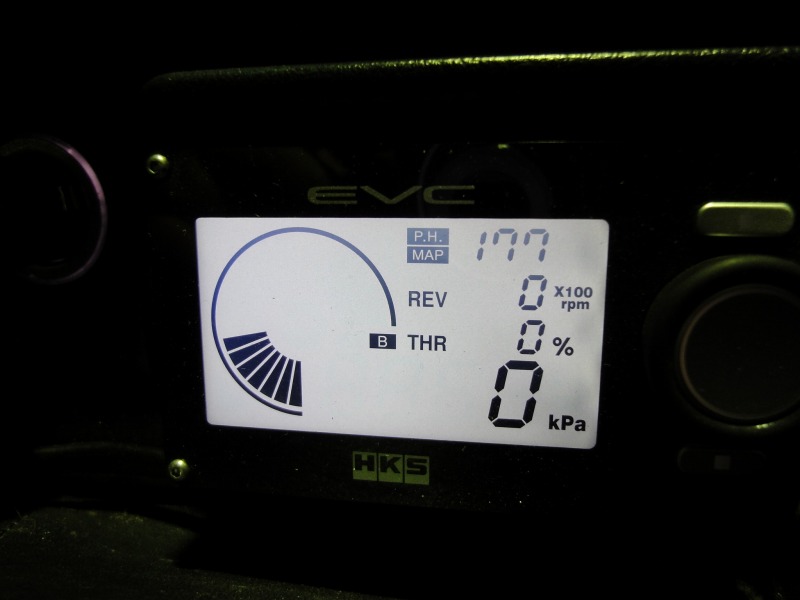 EVC
P.H. 177
MAP
REV 0 X100 rpm
B THR 0 %
0 kPa
HKS